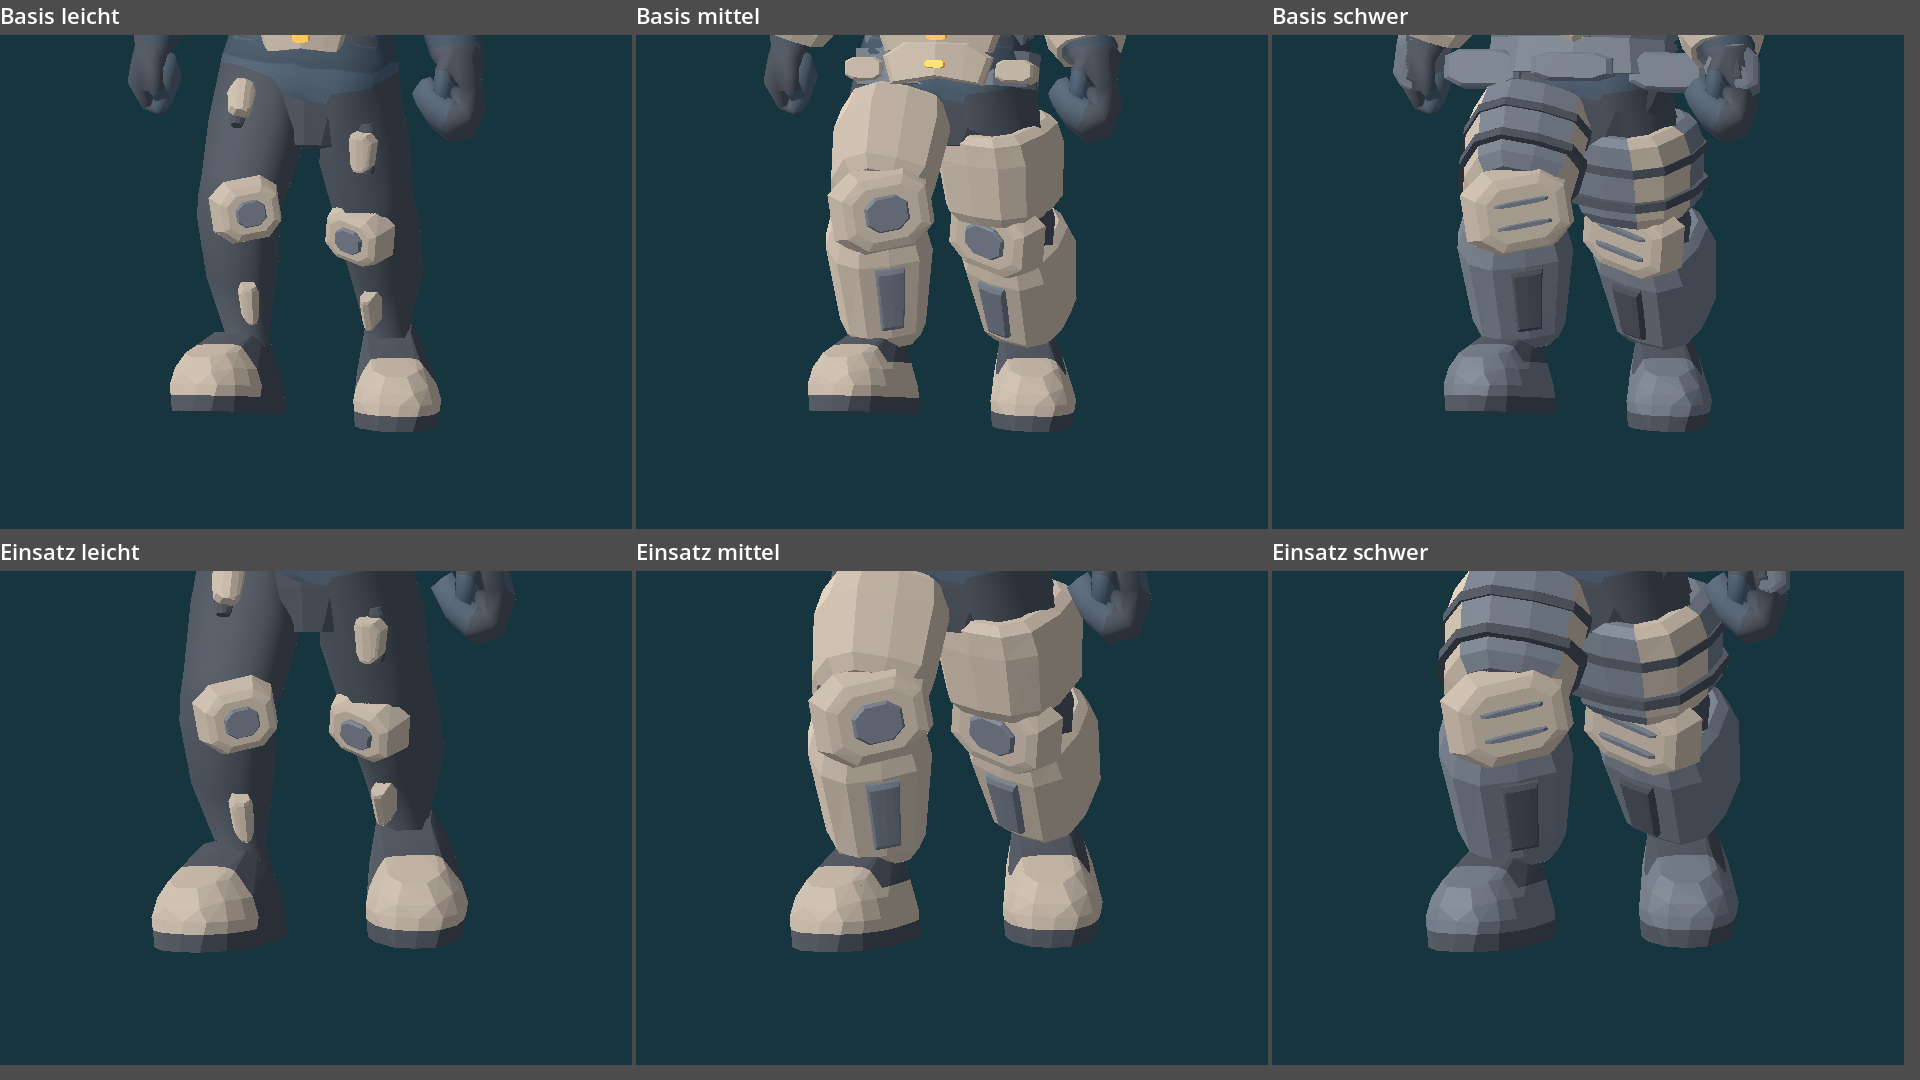 Basis leicht
Basis mittel
Basis schwer
Einsatz leicht
Einsatz mittel
Einsatz schwer